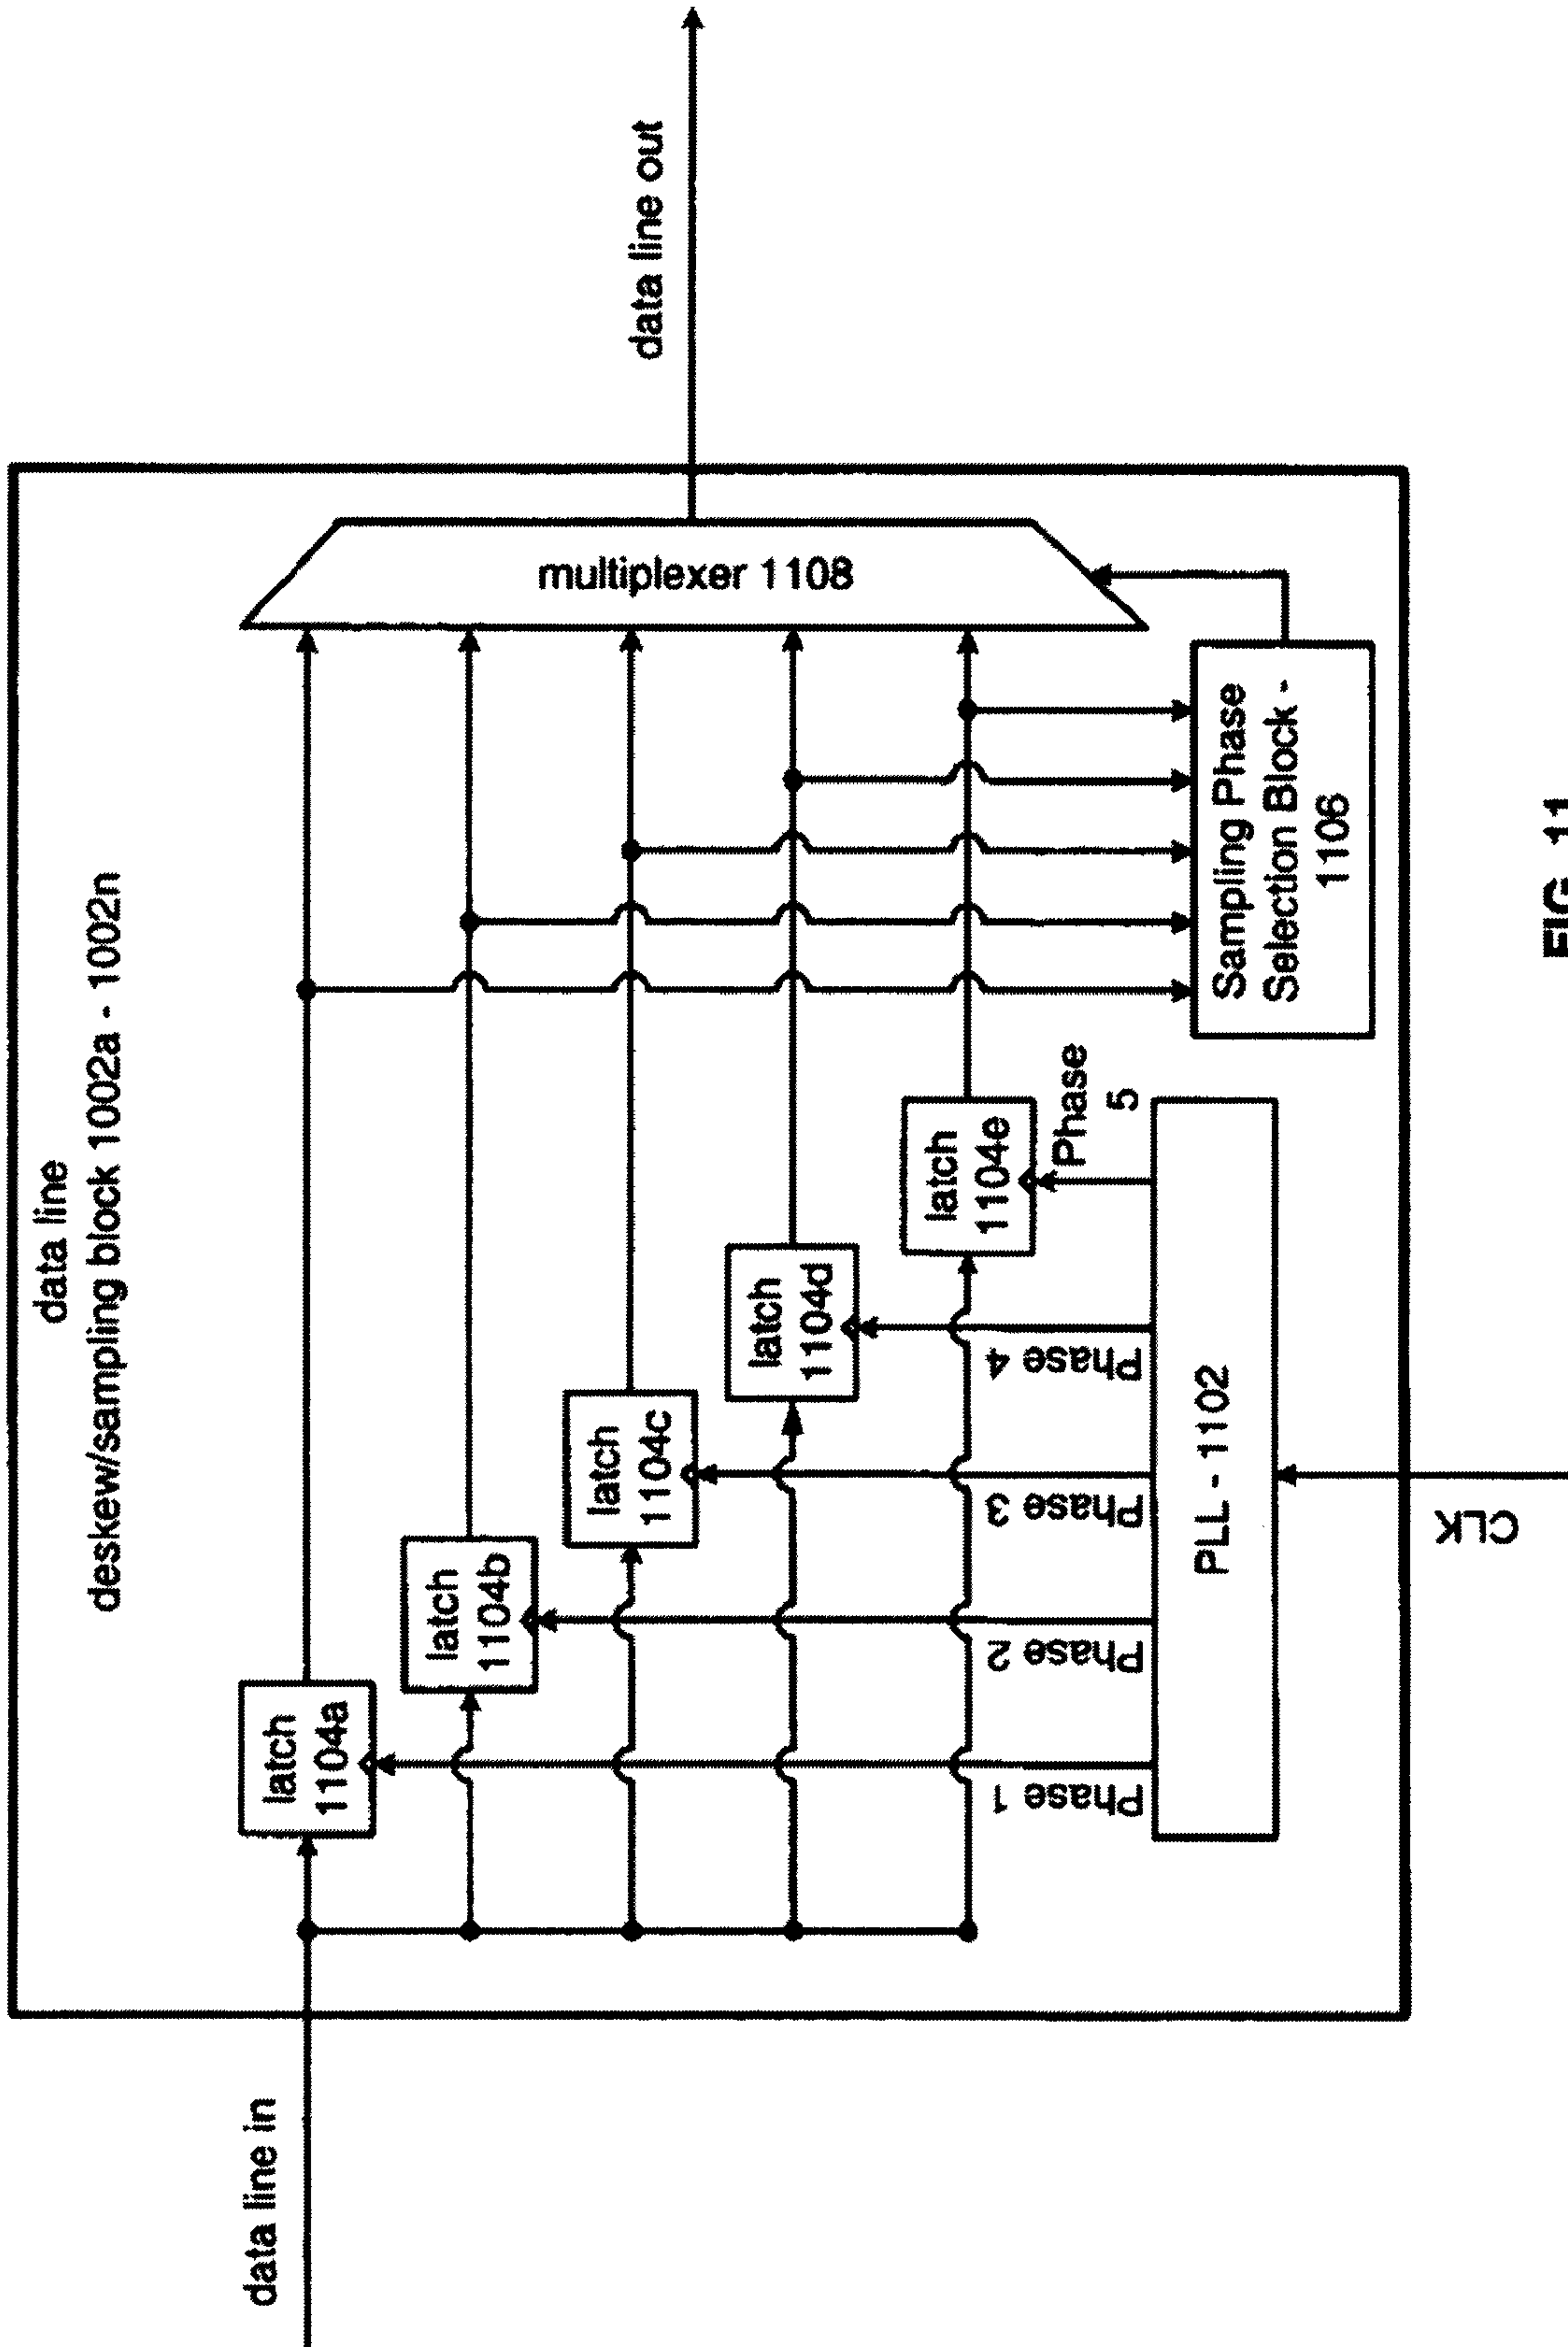 data line
deskew/sampling block 1002a - 1002n
data line in
latch
1104a
latch
1104b
latch
1104c
latch
1104d
latch
1104e
Phase 1
Phase 2
Phase 3
Phase 4
Phase
5
PLL - 1102
CLK
Sampling Phase
Selection Block -
1106
multiplexer 1108
data line out
FIG. 11